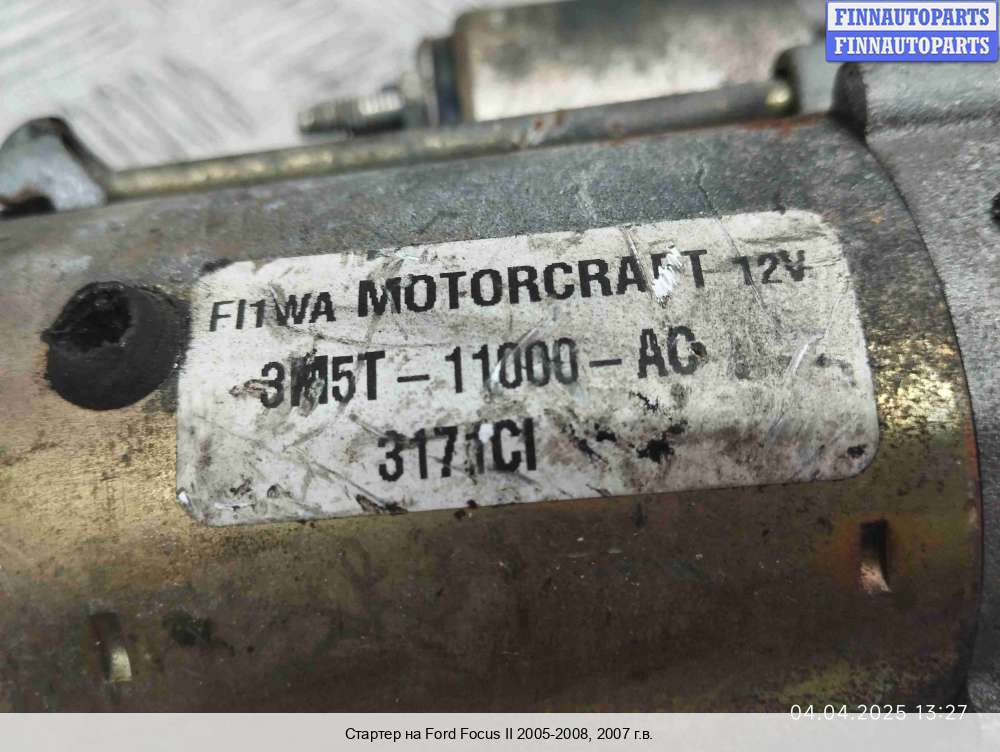 FINNAUTOPARTS
FINNAUTOPARTS
FI1WA MOTORCRAFT 12V
3M5T-11000-AC
3171CI
04.04.2025 13:27
Стартер на Ford Focus II 2005-2008, 2007 г.в.